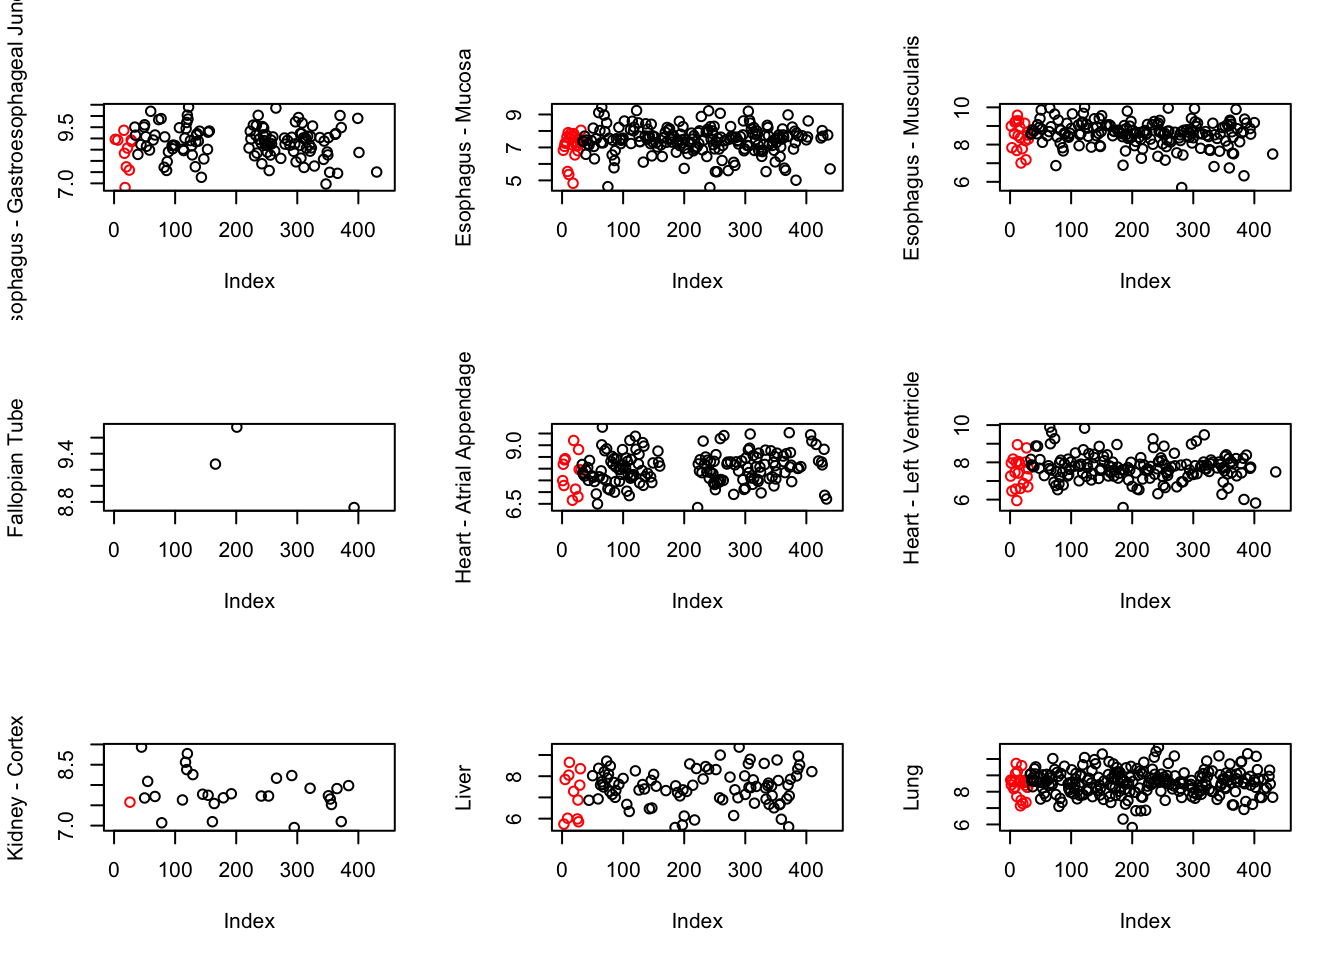 sophagus - Gastroesophageal Junc
7.0 9.5
0 100 200 300 400
Index
Esophagus - Mucosa
5 7 9
0 100 200 300 400
Index
Esophagus - Muscularis
6 8 10
0 100 200 300 400
Index
Fallopian Tube
8.8 9.4
0 100 200 300 400
Index
Heart - Atrial Appendage
6.5 9.0
0 100 200 300 400
Index
Heart - Left Ventricle
6 8 10
0 100 200 300 400
Index
Kidney - Cortex
7.0 8.5
0 100 200 300 400
Index
Liver
6 8
0 100 200 300 400
Index
Lung
6 8
0 100 200 300 400
Index